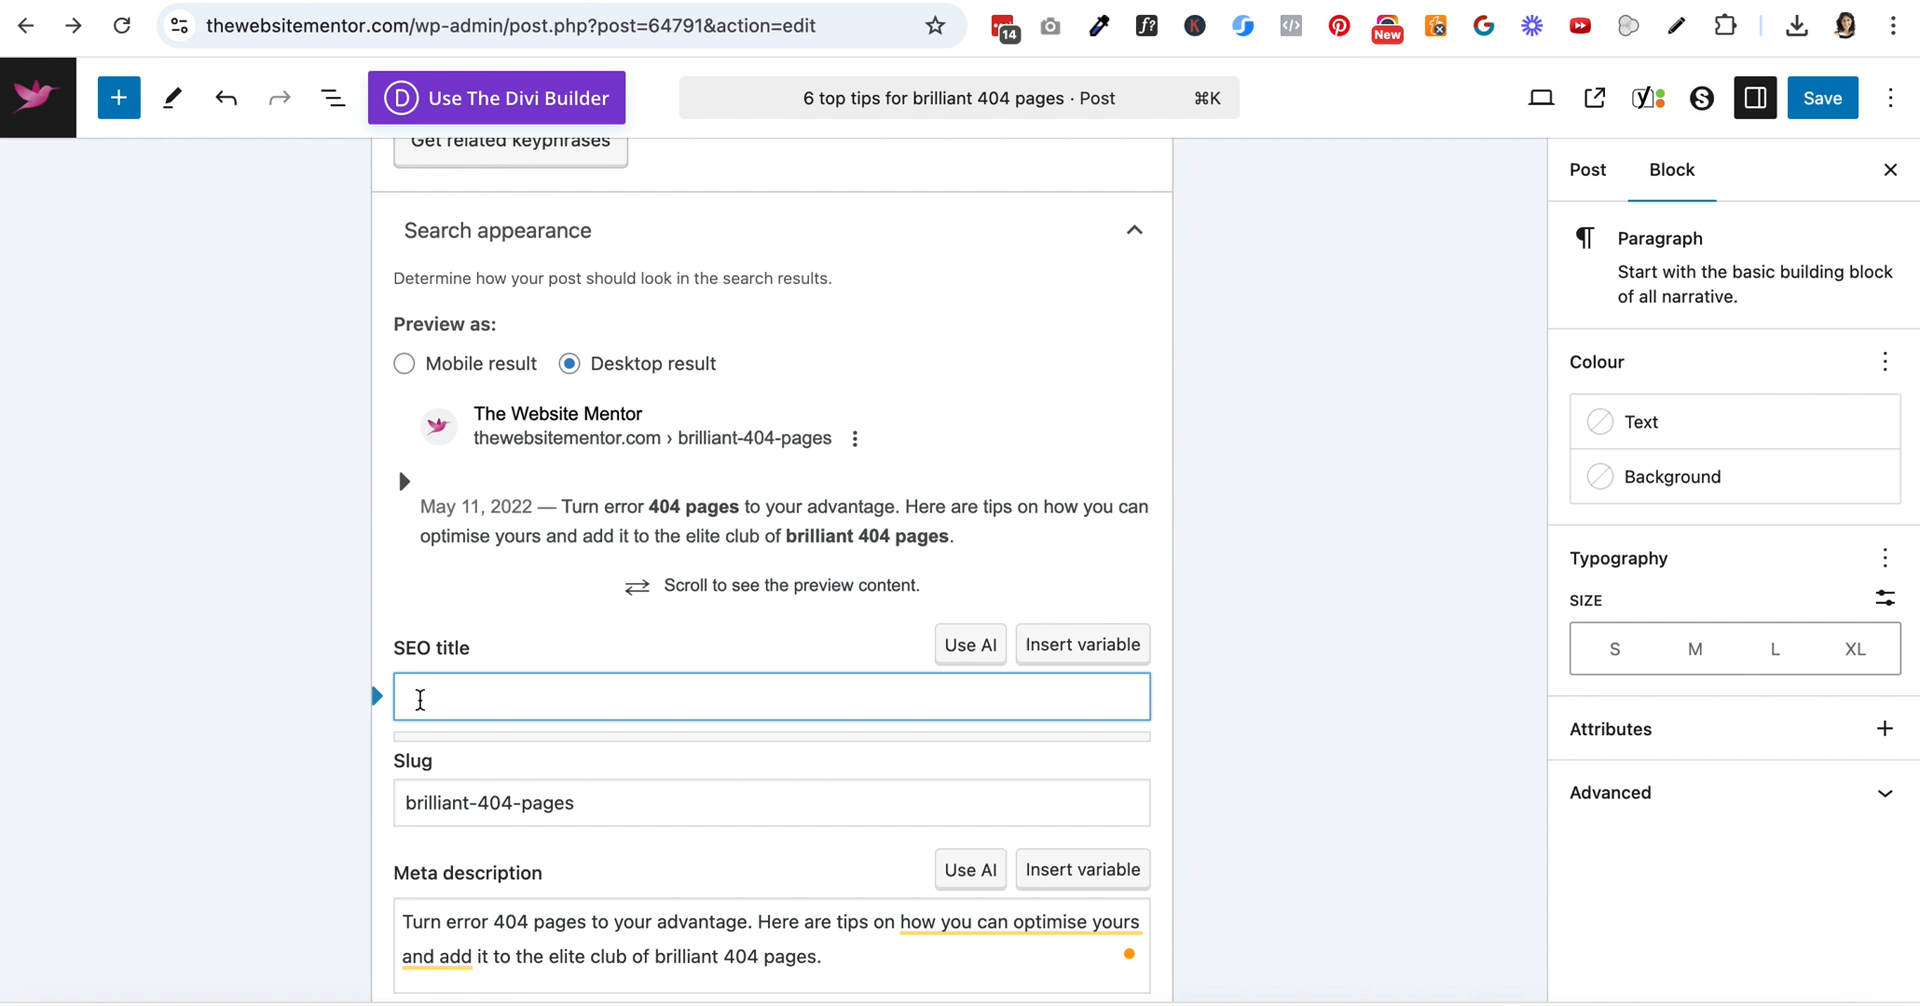 thewebsitementor.com/wp-admin/post.php?post=64791&action=edit
14
f?
K
New
G
D Use The Divi Builder
6 top tips for brilliant 404 pages · Post ⌘K
S
Save
Get related keyphrases
Post Block
Search appearance
Determine how your post should look in the search results.
Preview as:
Mobile result
Desktop result
The Website Mentor
thewebsitementor.com › brilliant-404-pages
May 11, 2022 — Turn error 404 pages to your advantage. Here are tips on how you can
optimise yours and add it to the elite club of brilliant 404 pages.
Scroll to see the preview content.
SEO title
Use AI
Insert variable
Slug
brilliant-404-pages
Meta description
Use AI
Insert variable
Turn error 404 pages to your advantage. Here are tips on how you can optimise yours
and add it to the elite club of brilliant 404 pages.
Paragraph
Start with the basic building block
of all narrative.
Colour
Text
Background
Typography
SIZE
S M L XL
Attributes
Advanced